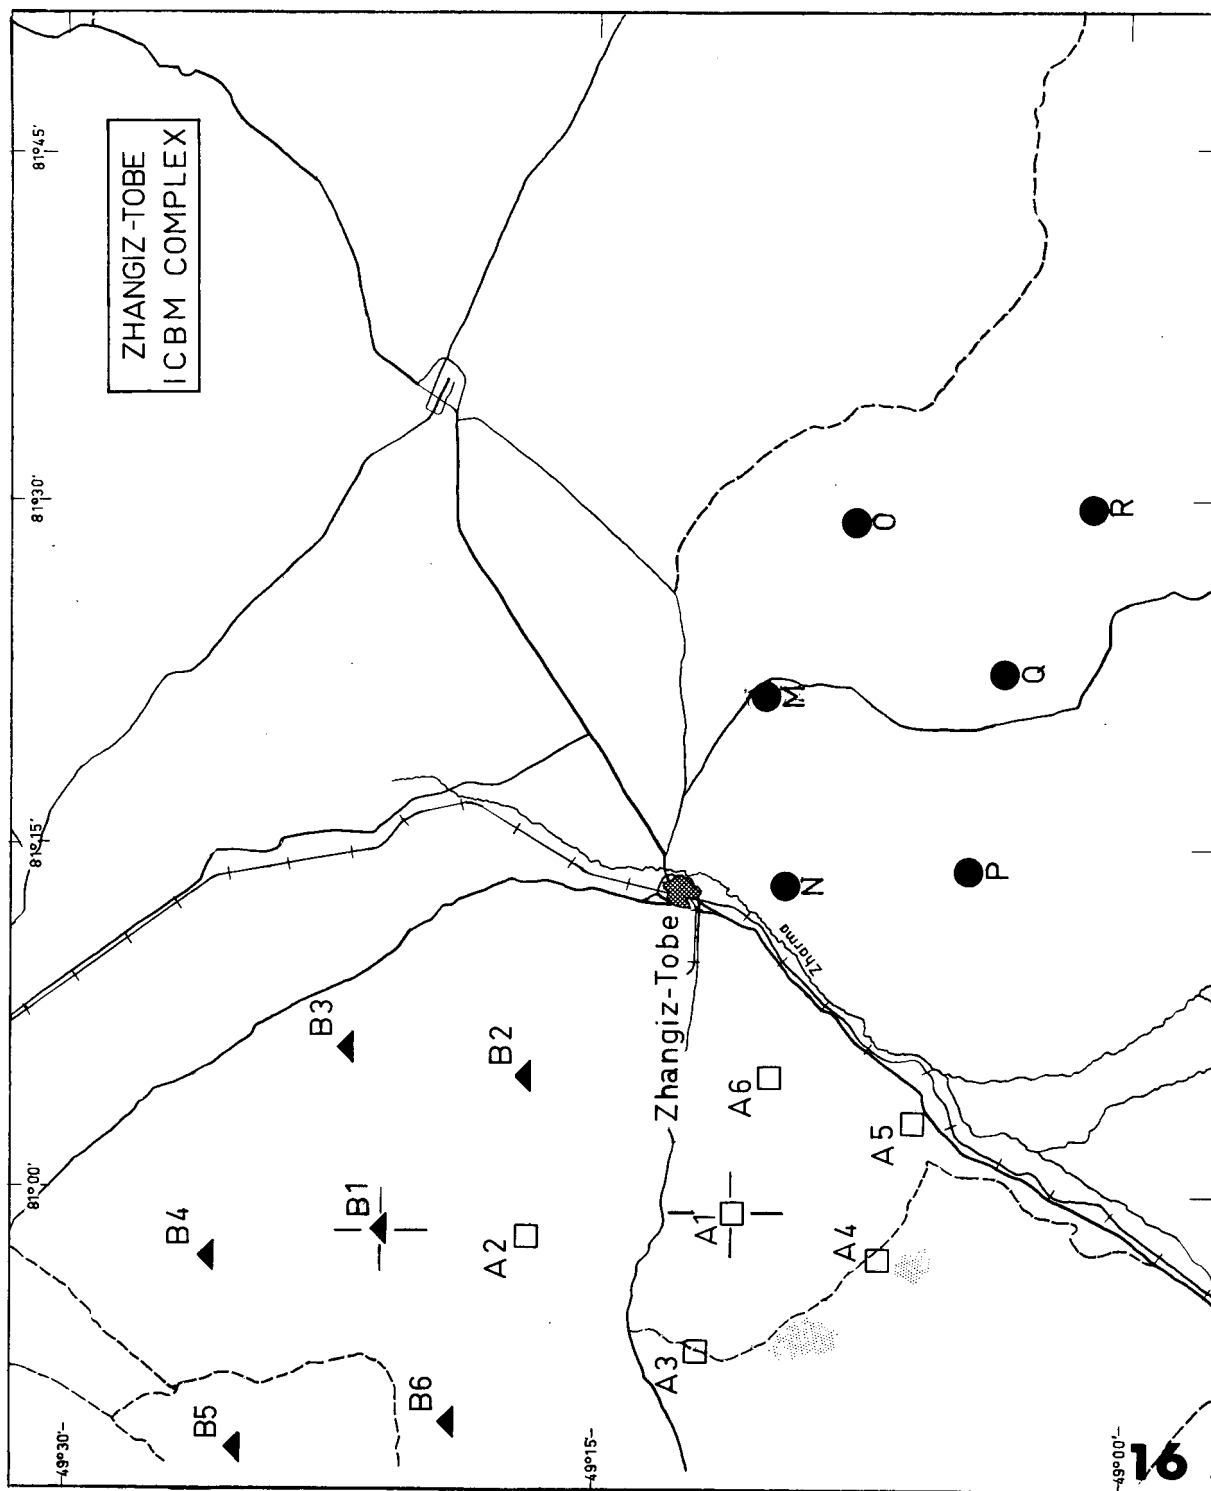 ZHANGIZ-TOBE
ICBM COMPLEX
81°45'
81°30'
81°15'
81°00'
49°30'
49°15'
49°00'
B5
B4
B3
B6
B1
B2
A2
Zhangiz-Tobe
A3
A1
A6
A4
A5
Zharma
M
N
O
P
Q
R
16